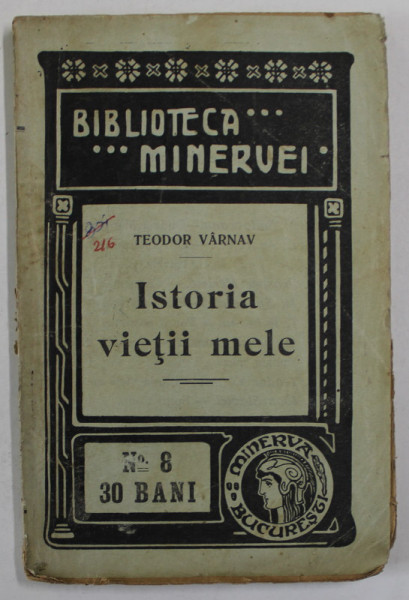 BIBLIOTECA...
...MINERVEI.
216
TEODOR VÂRNAV
Istoria
vieţii mele
No. 8
30 BANI
MINERVA
BUCUREŞTI